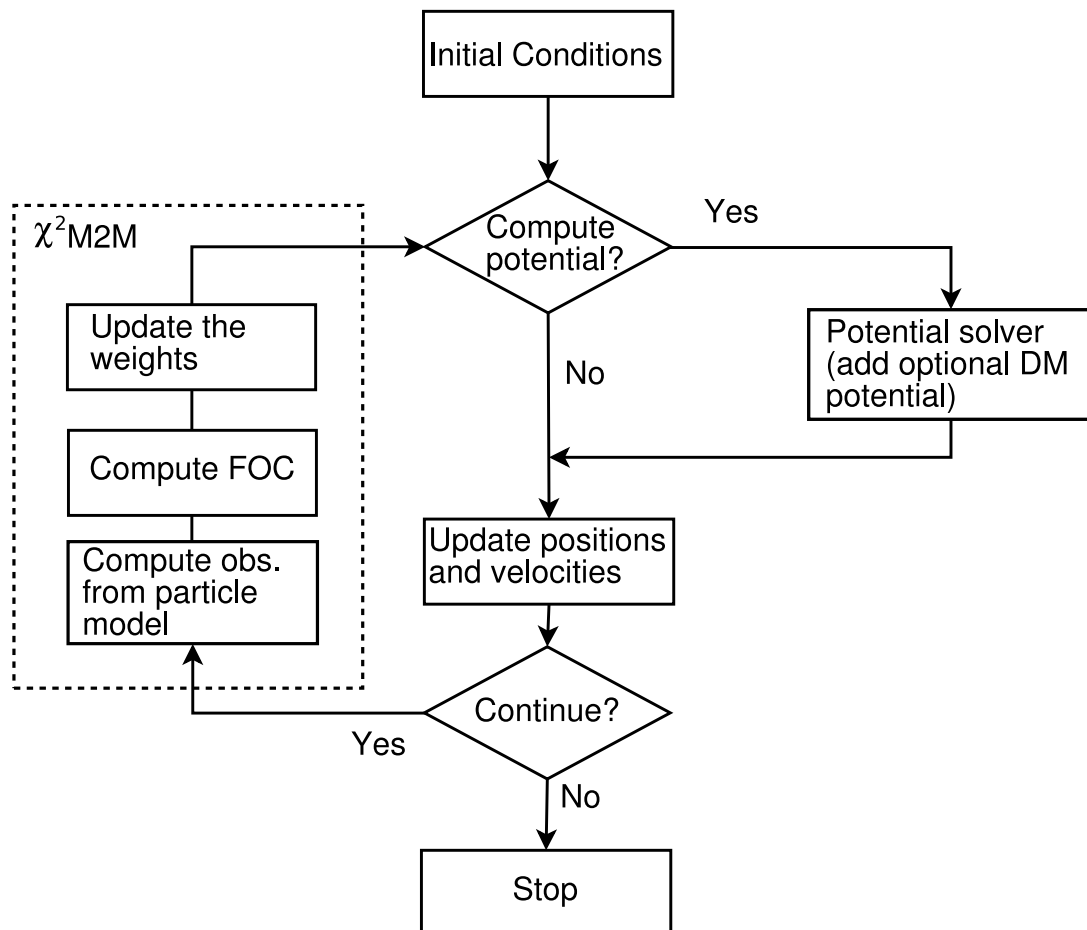 Initial Conditions
Compute
potential?
Yes
χ²M2M
Update the
weights
Potential solver
(add optional DM
potential)
No
Compute FOC
Update positions
and velocities
Compute obs.
from particle
model
Continue?
Yes
No
Stop